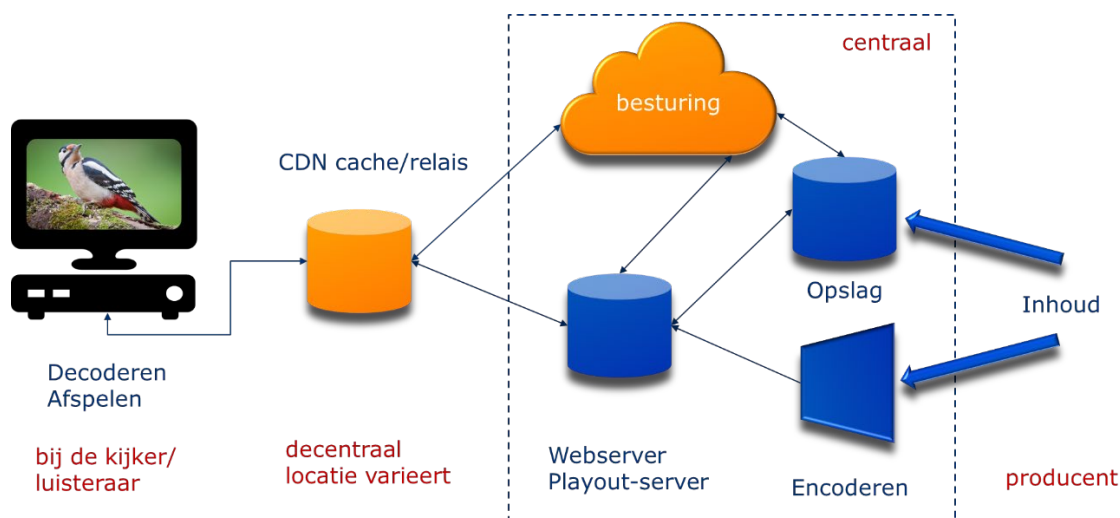 centraal
besturing
CDN cache/relais
Opslag
Inhoud
Decoderen
Afspelen
bij de kijker/
luisteraar
decentraal
locatie varieert
Webserver
Playout-server
Encoderen
producent